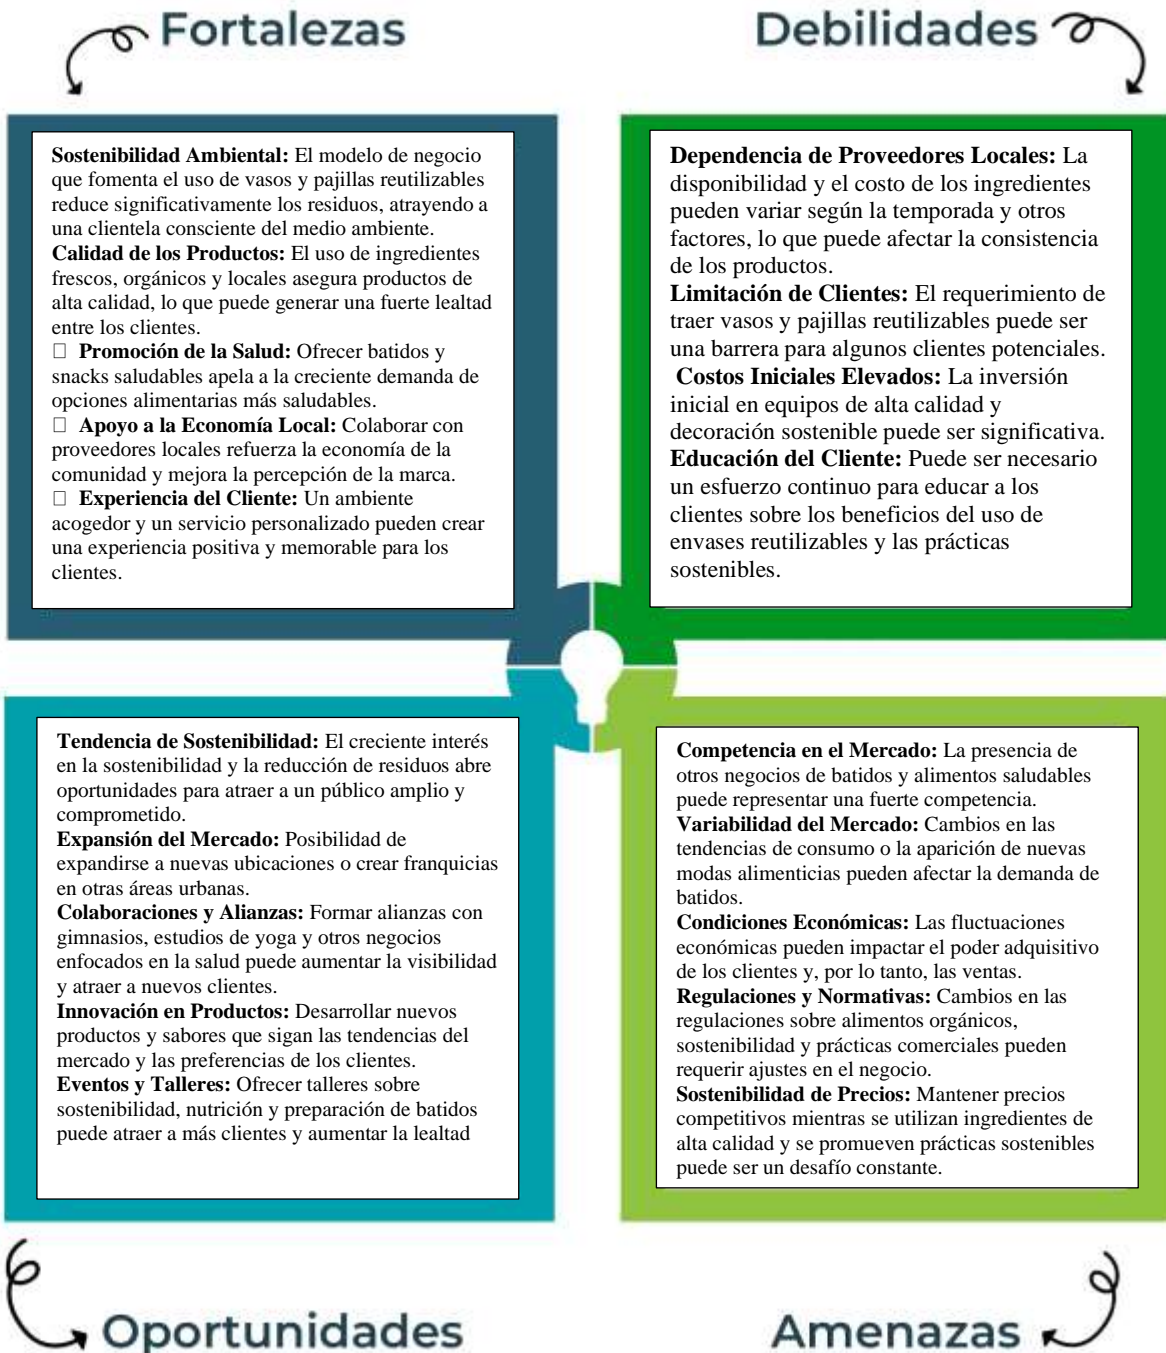 Fortalezas
Sostenibilidad Ambiental: El modelo de negocio
que fomenta el uso de vasos y pajillas reutilizables
reduce significativamente los residuos, atrayendo a
una clientela consciente del medio ambiente.
Calidad de los Productos: El uso de ingredientes
frescos, orgánicos y locales asegura productos de
alta calidad, lo que puede generar una fuerte lealtad
entre los clientes.
□ Promoción de la Salud: Ofrecer batidos y
snacks saludables apela a la creciente demanda de
opciones alimentarias más saludables.
□ Apoyo a la Economía Local: Colaborar con
proveedores locales refuerza la economía de la
comunidad y mejora la percepción de la marca.
□ Experiencia del Cliente: Un ambiente
acogedor y un servicio personalizado pueden crear
una experiencia positiva y memorable para los
clientes.
Debilidades
Dependencia de Proveedores Locales: La
disponibilidad y el costo de los ingredientes
pueden variar según la temporada y otros
factores, lo que puede afectar la consistencia
de los productos.
Limitación de Clientes: El requerimiento de
traer vasos y pajillas reutilizables puede ser
una barrera para algunos clientes potenciales.
Costos Iniciales Elevados: La inversión
inicial en equipos de alta calidad y
decoración sostenible puede ser significativa.
Educación del Cliente: Puede ser necesario
un esfuerzo continuo para educar a los
clientes sobre los beneficios del uso de
envases reutilizables y las prácticas
sostenibles.
Tendencia de Sostenibilidad: El creciente interés
en la sostenibilidad y la reducción de residuos abre
oportunidades para atraer a un público amplio y
comprometido.
Expansión del Mercado: Posibilidad de
expandirse a nuevas ubicaciones o crear franquicias
en otras áreas urbanas.
Colaboraciones y Alianzas: Formar alianzas con
gimnasios, estudios de yoga y otros negocios
enfocados en la salud puede aumentar la visibilidad
y atraer a nuevos clientes.
Innovación en Productos: Desarrollar nuevos
productos y sabores que sigan las tendencias del
mercado y las preferencias de los clientes.
Eventos y Talleres: Ofrecer talleres sobre
sostenibilidad, nutrición y preparación de batidos
puede atraer a más clientes y aumentar la lealtad
Oportunidades
Competencia en el Mercado: La presencia de
otros negocios de batidos y alimentos saludables
puede representar una fuerte competencia.
Variabilidad del Mercado: Cambios en las
tendencias de consumo o la aparición de nuevas
modas alimenticias pueden afectar la demanda de
batidos.
Condiciones Económicas: Las fluctuaciones
económicas pueden impactar el poder adquisitivo
de los clientes y, por lo tanto, las ventas.
Regulaciones y Normativas: Cambios en las
regulaciones sobre alimentos orgánicos,
sostenibilidad y prácticas comerciales pueden
requerir ajustes en el negocio.
Sostenibilidad de Precios: Mantener precios
competitivos mientras se utilizan ingredientes de
alta calidad y se promueven prácticas sostenibles
puede ser un desafío constante.
Amenazas